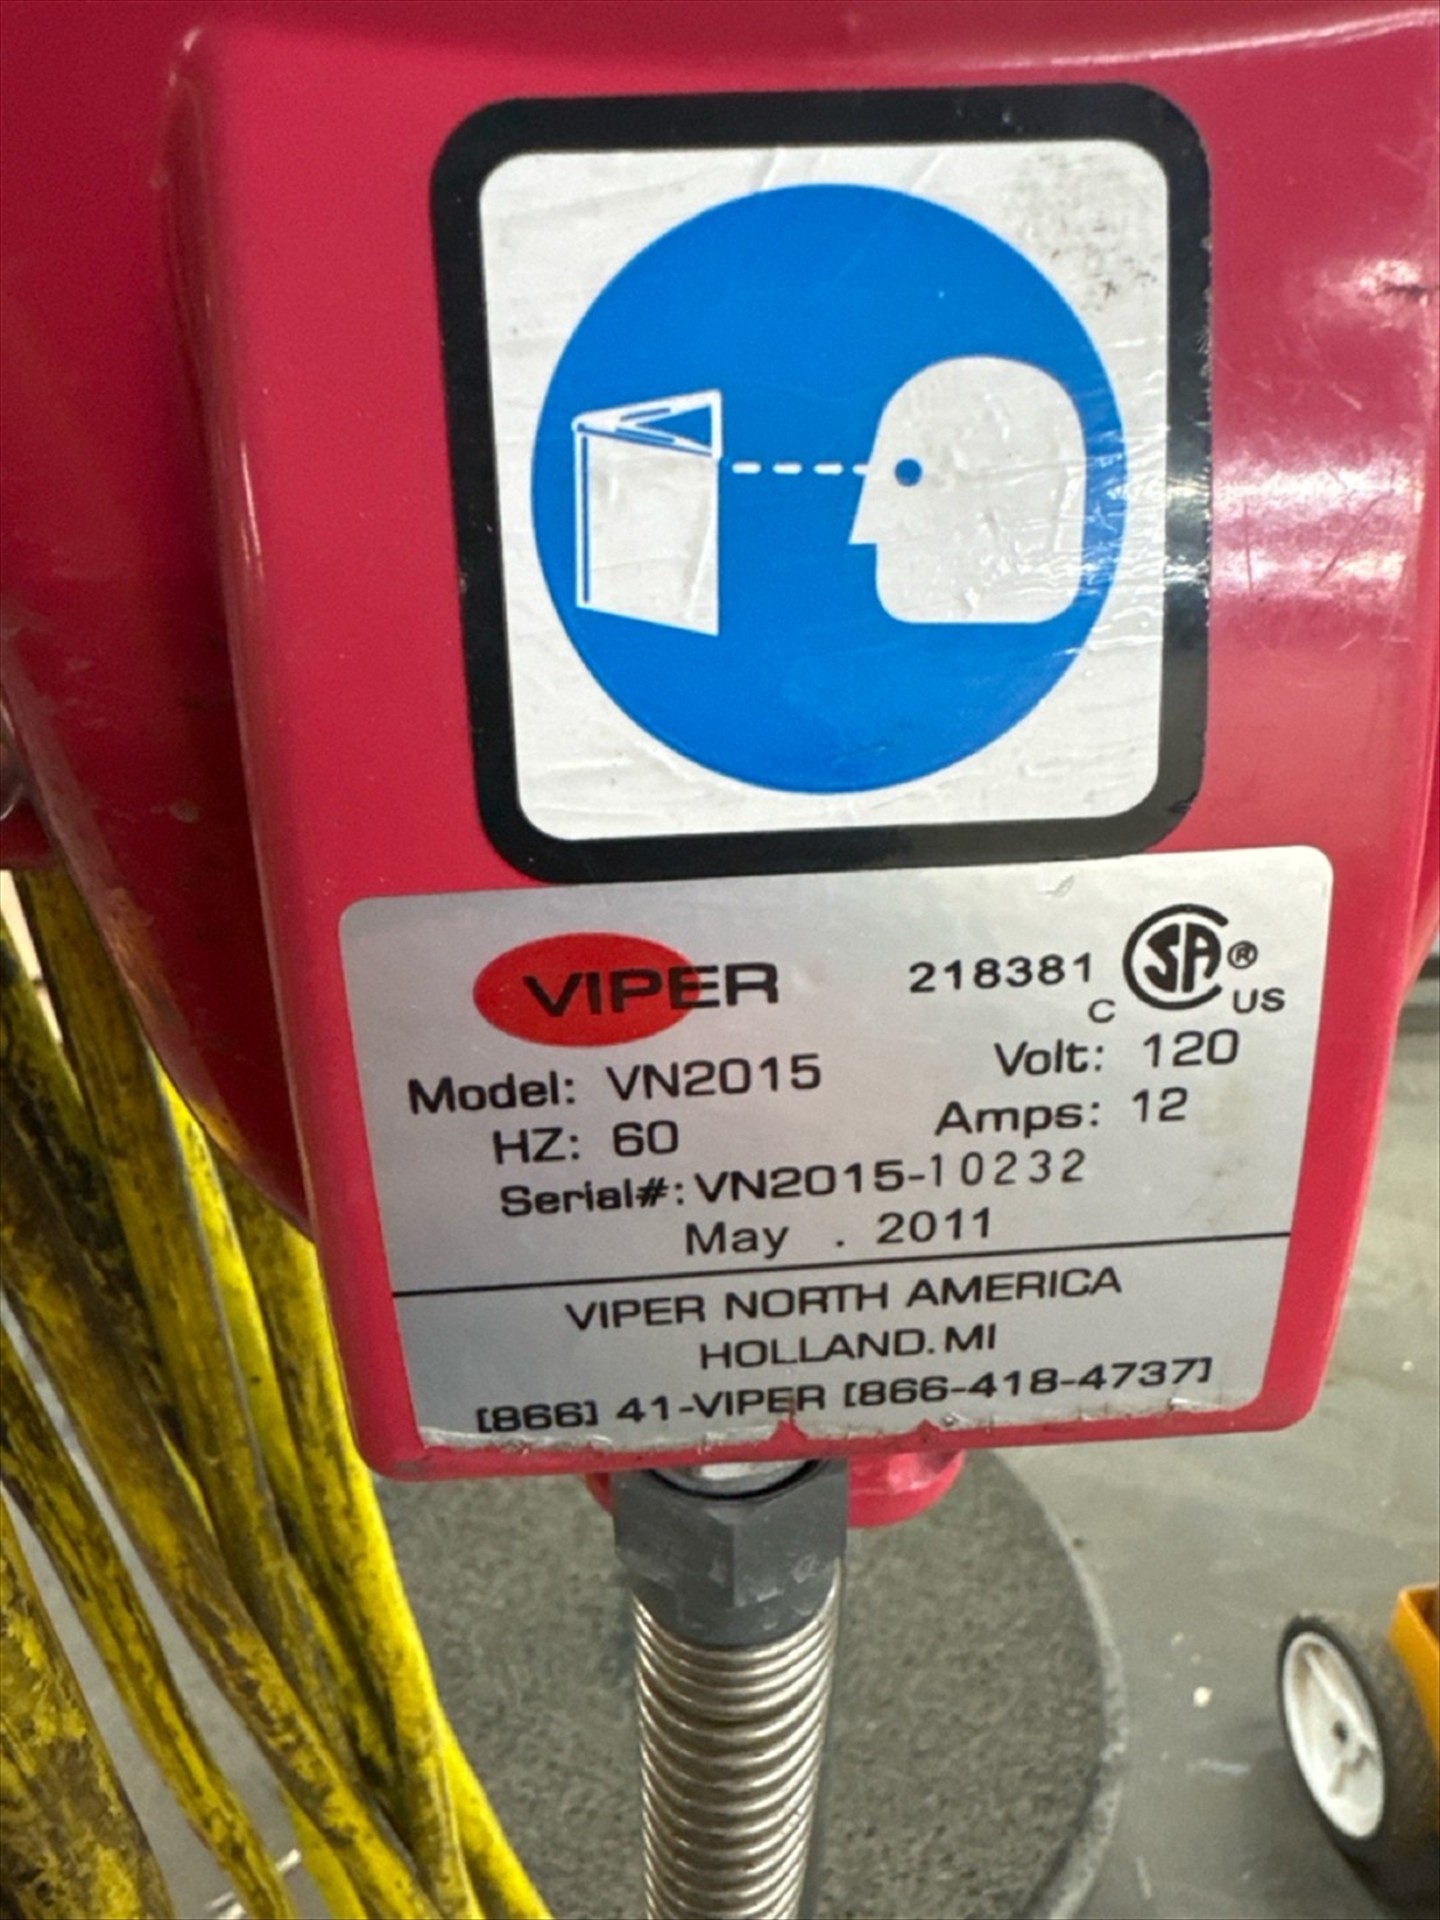 VIPER 218381 SA ®
C US
Model: VN2015 Volt: 120
HZ: 60 Amps: 12
Serial#: VN2015-10232
May . 2011
VIPER NORTH AMERICA
HOLLAND. MI
[866] 41-VIPER [866-418-4737]